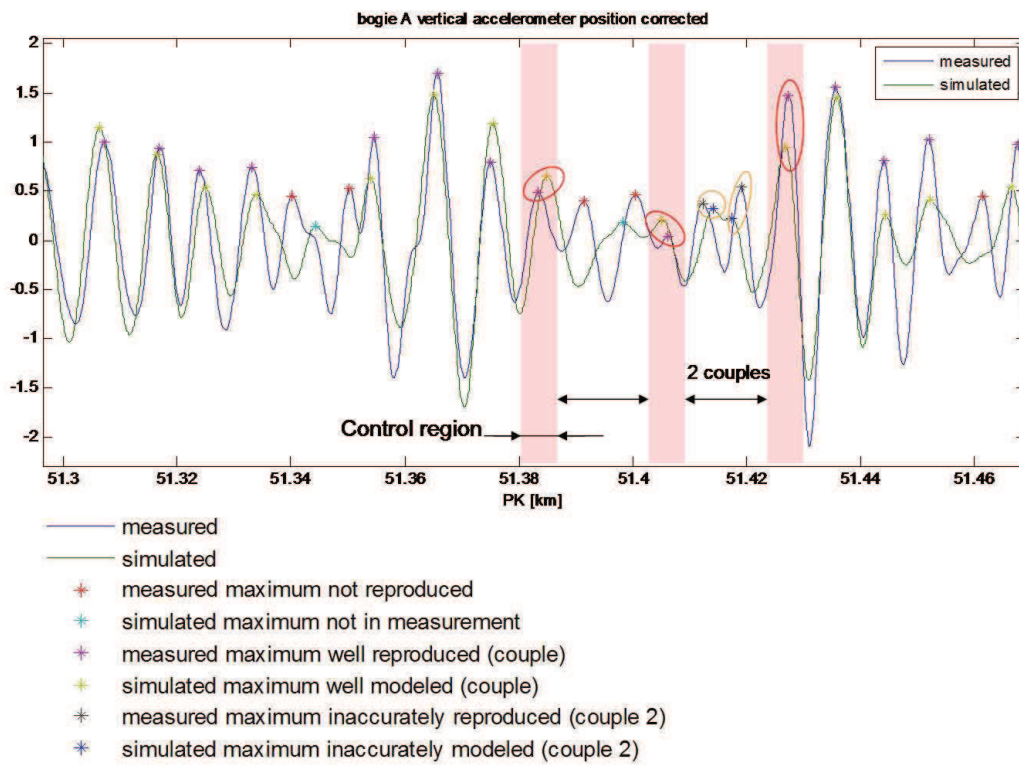 bogie A vertical accelerometer position corrected
2
1.5
1
0.5
0
-0.5
-1
-1.5
-2
measured
simulated
2 couples
Control region
51.3
51.32
51.34
51.36
51.38
51.4
51.42
51.44
51.46
PK [km]
measured
simulated
measured maximum not reproduced
simulated maximum not in measurement
measured maximum well reproduced (couple)
simulated maximum well modeled (couple)
measured maximum inaccurately reproduced (couple 2)
simulated maximum inaccurately modeled (couple 2)